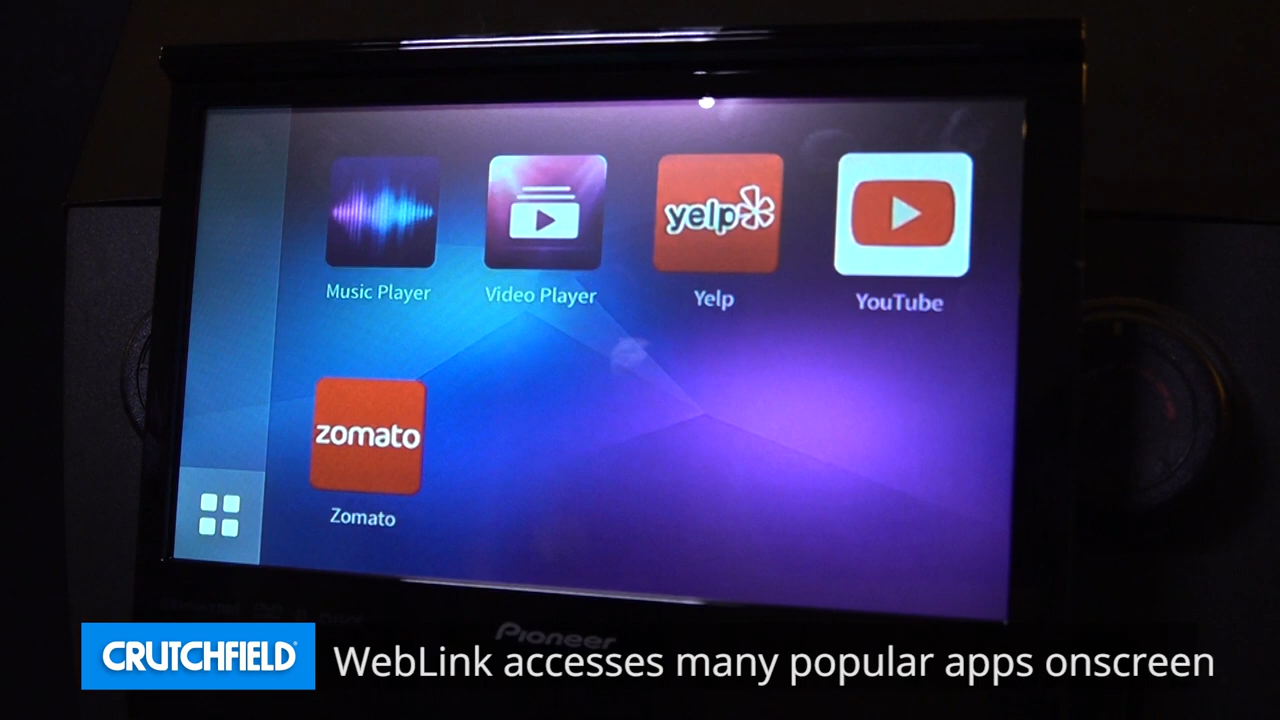 yelp
Music Player
Video Player
Yelp
YouTube
zomato
Zomato
Pioneer
CRUTCHFIELD
WebLink accesses many popular apps onscreen